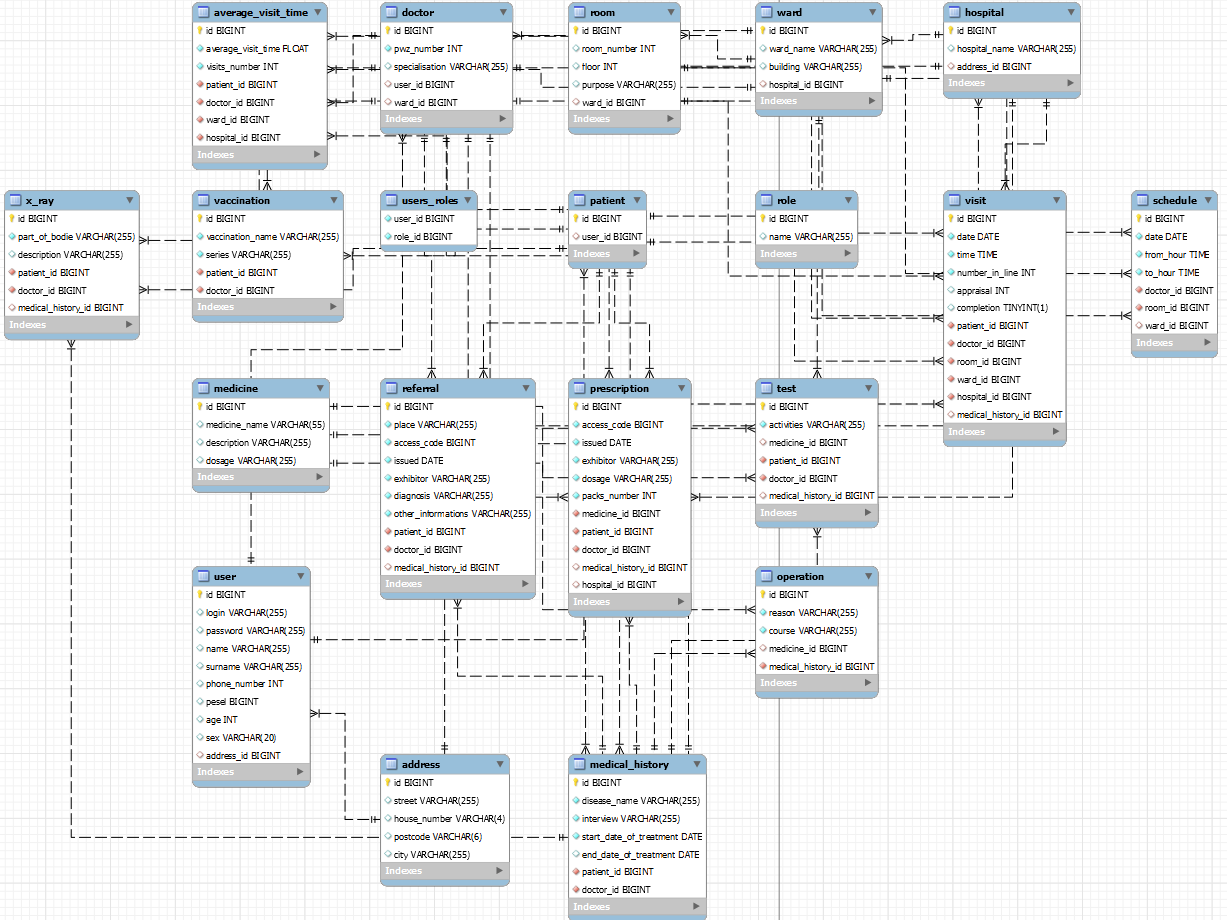 average_visit_time
id BIGINT
average_visit_time FLOAT
visits_number INT
patient_id BIGINT
doctor_id BIGINT
ward_id BIGINT
hospital_id BIGINT
Indexes
doctor
id BIGINT
pwz_number INT
specialisation VARCHAR(255)
user_id BIGINT
ward_id BIGINT
Indexes
room
id BIGINT
room_number INT
floor INT
purpose VARCHAR(255)
ward_id BIGINT
Indexes
ward
id BIGINT
ward_name VARCHAR(255)
building VARCHAR(255)
hospital_id BIGINT
Indexes
hospital
id BIGINT
hospital_name VARCHAR(255)
address_id BIGINT
Indexes
x_ray
id BIGINT
part_of_bodie VARCHAR(255)
description VARCHAR(255)
patient_id BIGINT
doctor_id BIGINT
medical_history_id BIGINT
Indexes
vaccination
id BIGINT
vaccination_name VARCHAR(255)
series VARCHAR(255)
patient_id BIGINT
doctor_id BIGINT
Indexes
users_roles
user_id BIGINT
role_id BIGINT
Indexes
patient
id BIGINT
user_id BIGINT
Indexes
role
id BIGINT
name VARCHAR(255)
Indexes
visit
id BIGINT
date DATE
time TIME
number_in_line INT
appraisal INT
completion TINYINT(1)
patient_id BIGINT
doctor_id BIGINT
room_id BIGINT
ward_id BIGINT
hospital_id BIGINT
medical_history_id BIGINT
Indexes
schedule
id BIGINT
date DATE
from_hour TIME
to_hour TIME
doctor_id BIGINT
room_id BIGINT
ward_id BIGINT
Indexes
medicine
id BIGINT
medicine_name VARCHAR(55)
description VARCHAR(255)
dosage VARCHAR(255)
Indexes
referral
id BIGINT
place VARCHAR(255)
access_code BIGINT
issued DATE
exhibitor VARCHAR(255)
diagnosis VARCHAR(255)
other_informations VARCHAR(255)
patient_id BIGINT
doctor_id BIGINT
medical_history_id BIGINT
Indexes
prescription
id BIGINT
access_code BIGINT
issued DATE
exhibitor VARCHAR(255)
dosage VARCHAR(255)
packs_number INT
medicine_id BIGINT
patient_id BIGINT
doctor_id BIGINT
medical_history_id BIGINT
hospital_id BIGINT
Indexes
test
id BIGINT
activities VARCHAR(255)
medicine_id BIGINT
patient_id BIGINT
doctor_id BIGINT
medical_history_id BIGINT
Indexes
user
id BIGINT
login VARCHAR(255)
password VARCHAR(255)
name VARCHAR(255)
surname VARCHAR(255)
phone_number INT
pesel BIGINT
age INT
sex VARCHAR(20)
address_id BIGINT
Indexes
operation
id BIGINT
reason VARCHAR(255)
course VARCHAR(255)
medicine_id BIGINT
medical_history_id BIGINT
Indexes
address
id BIGINT
street VARCHAR(255)
house_number VARCHAR(4)
postcode VARCHAR(6)
city VARCHAR(255)
Indexes
medical_history
id BIGINT
disease_name VARCHAR(255)
interview VARCHAR(255)
start_date_of_treatment DATE
end_date_of_treatment DATE
patient_id BIGINT
doctor_id BIGINT
Indexes